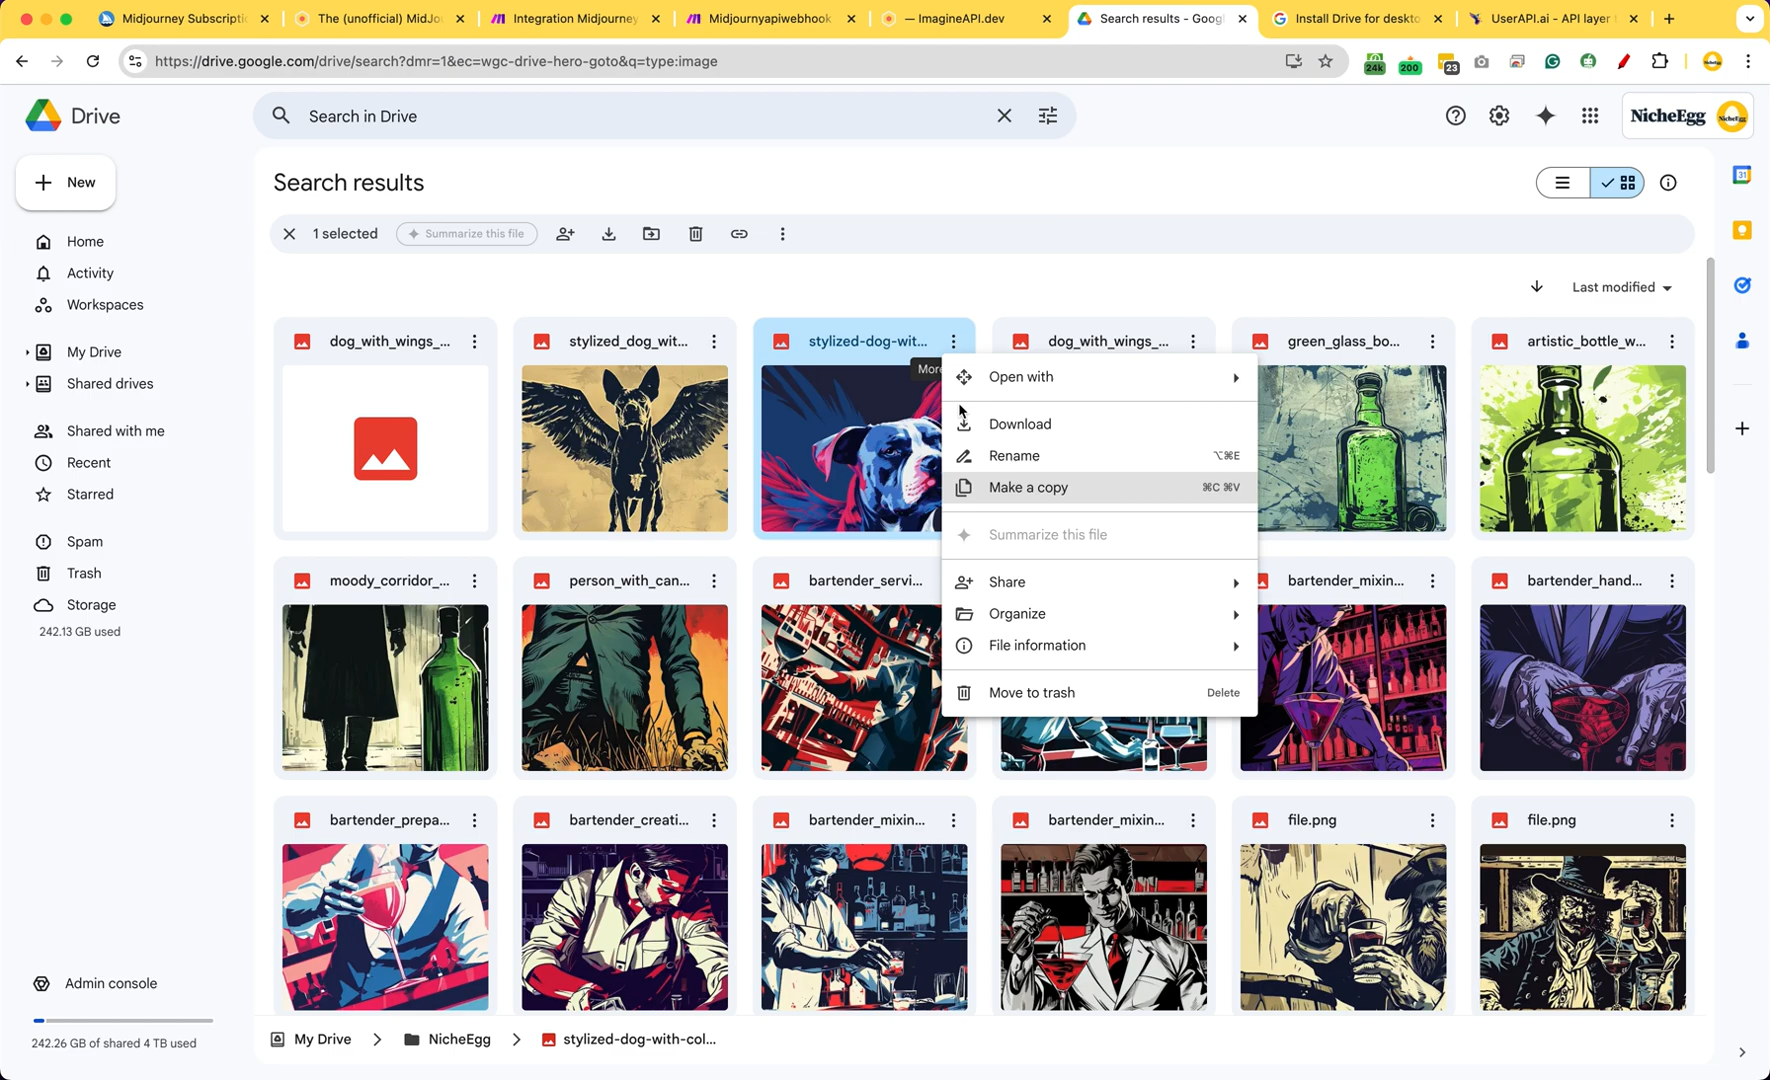 Midjourney Subscripti
The (unofficial) MidJo
Integration Midjourney
Midjournyapiwebhook
— ImagineAPI.dev
Search results - Goog
Install Drive for deskto
UserAPI.ai - API layer
https://drive.google.com/drive/search?dmr=1&ec=wgc-drive-hero-goto&q=type:image
24k
200
23
Drive
Search in Drive
NicheEgg
New
Search results
31
1 selected
Summarize this file
Home
Activity
Workspaces
Last modified
My Drive
Shared drives
Shared with me
Recent
Starred
Spam
Trash
Storage
242.13 GB used
dog_with_wings_...
stylized_dog_wit...
stylized-dog-wit...
dog_with_wings_...
green_glass_bo...
artistic_bottle_w...
More
Open with
Download
Rename ⌥⌘E
Make a copy ⌘C ⌘V
Summarize this file
Share
Organize
File information
Move to trash Delete
moody_corridor_...
person_with_can...
bartender_servi...
bartender_mixin...
bartender_hand...
bartender_prepa...
bartender_creati...
bartender_mixin...
bartender_mixin...
file.png
file.png
Admin console
242.26 GB of shared 4 TB used
My Drive
NicheEgg
stylized-dog-with-col...